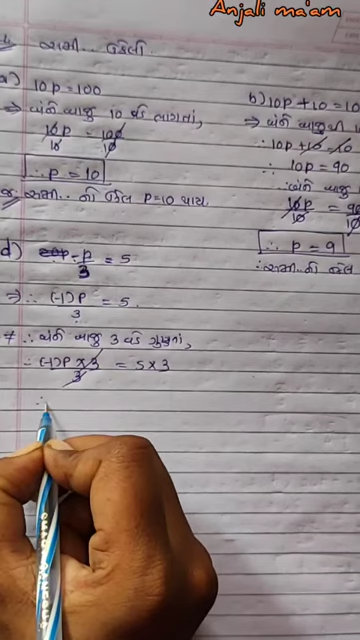 Anjali ma'am
4. સમી... ઉકેલો.
a) 10p = 100
⇒ બંને બાજુ 10 વડે ભાગતાં,
10p/10 = 100/10
∴ p = 10
જ. સમી... નો ઉકેલ p=10 થાય.
b) 10p + 10 = 10
⇒ બંને બાજુથી
∴ 10p + 10 - 10
∴ 10p = 90
∴ બંને બાજુ
10p/10 = 90/10
∴ p = 9
∴ સમી... નો ઉકેલ
d) -p/3 = 5
⇒ ∴ (-1)p/3 = 5.
∴ બંને બાજુ 3 વડે ગુણતાં,
∴ (-1)p × 3/3 = 5 × 3
∴